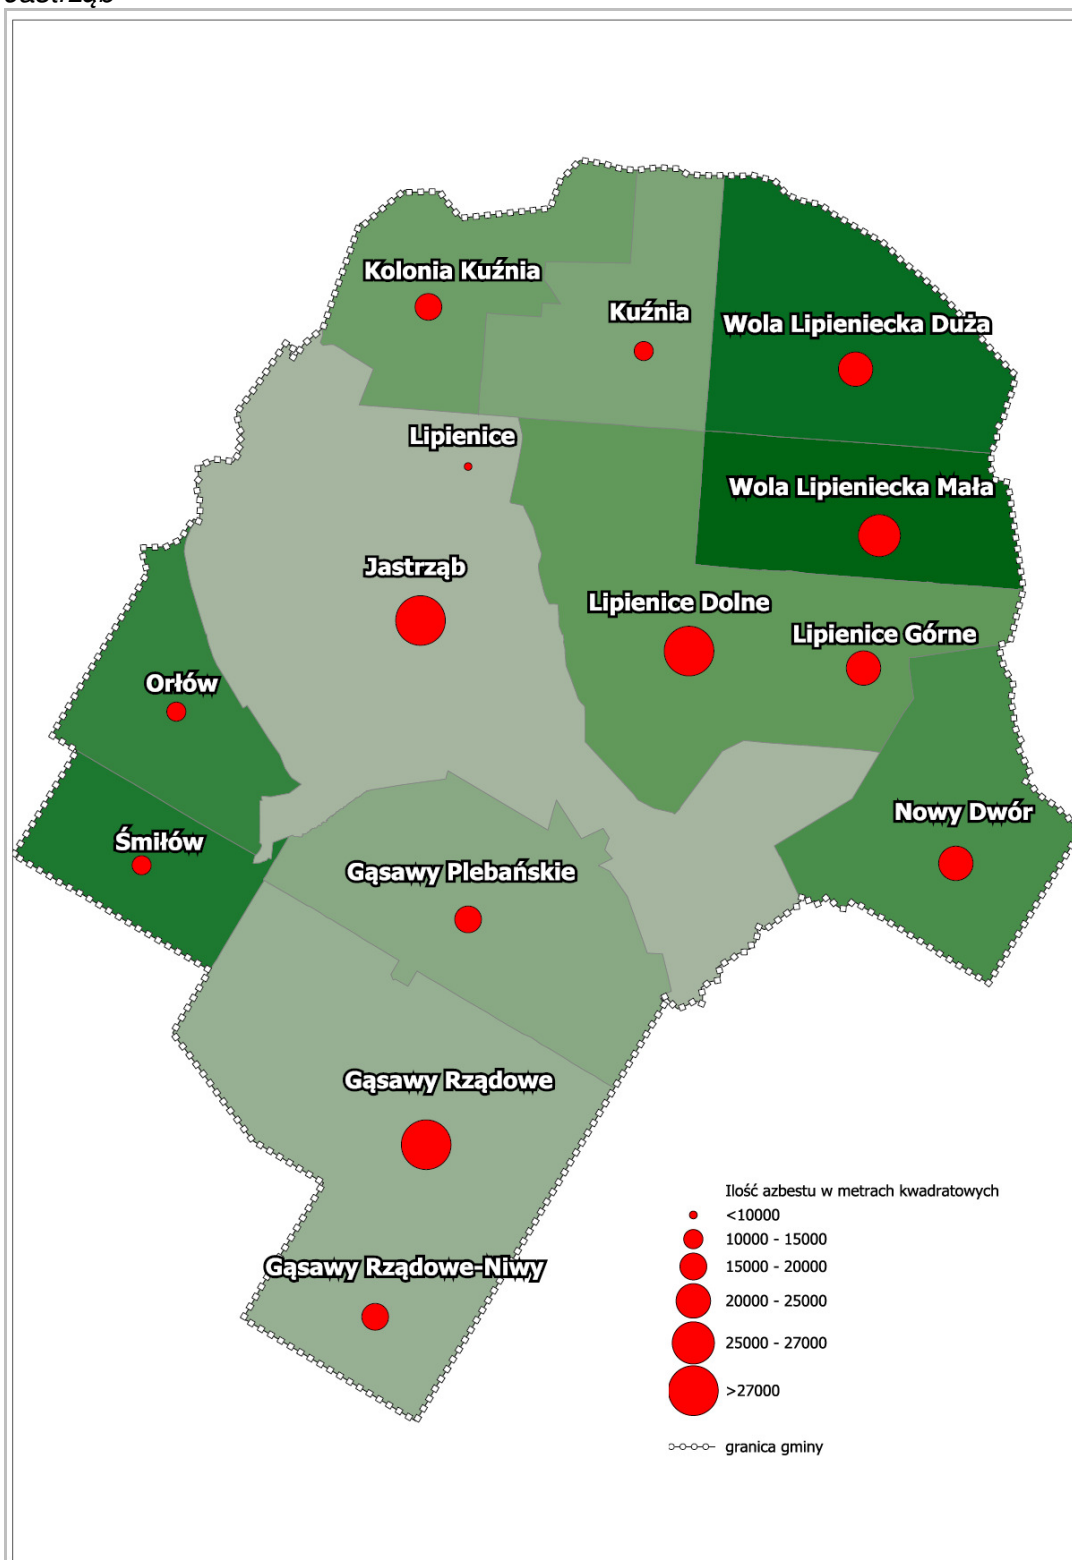 Jastrząb
Kolonia Kuźnia
Kuźnia
Wola Lipieniecka Duża
Lipienice
Wola Lipieniecka Mała
Jastrząb
Lipienice Dolne
Lipienice Górne
Orłów
Nowy Dwór
Śmiłów
Gąsawy Plebańskie
Gąsawy Rządowe
Gąsawy Rządowe-Niwy
Ilość azbestu w metrach kwadratowych
<10000
10000 - 15000
15000 - 20000
20000 - 25000
25000 - 27000
>27000
granica gminy